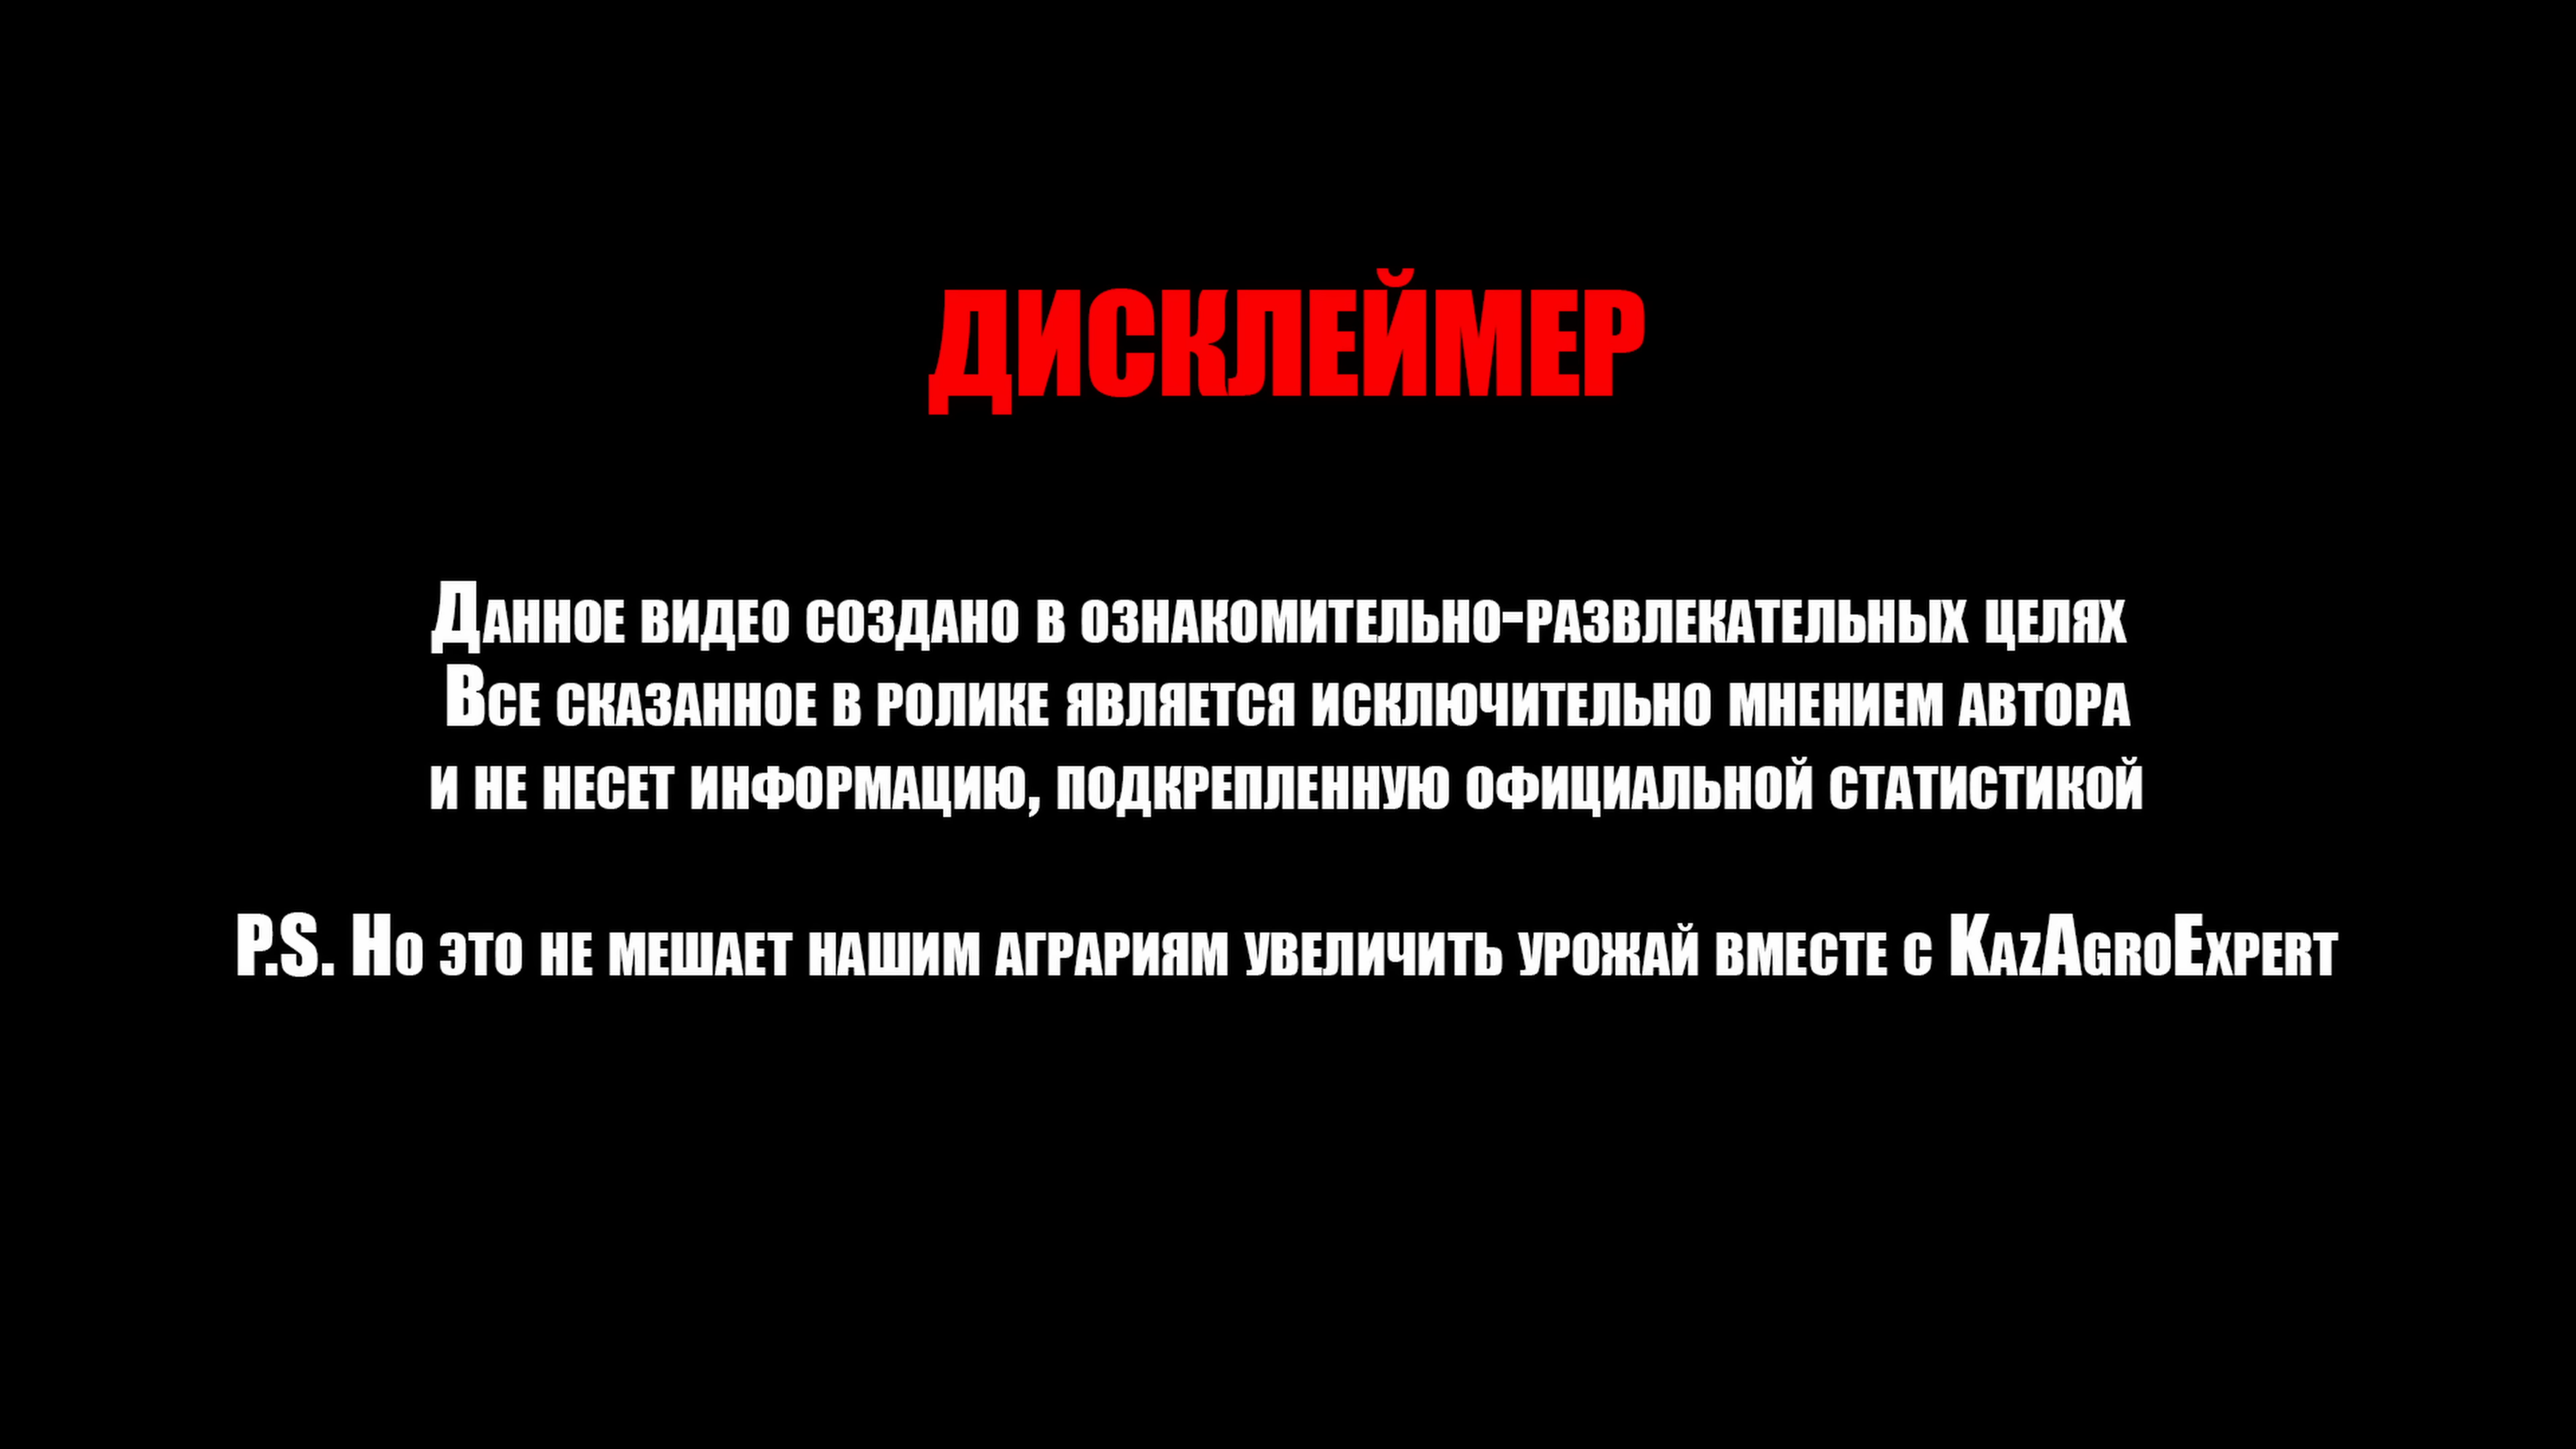 ДИСКЛЕЙМЕР
Данное видео создано в ознакомительно-развлекательных целях
Все сказанное в ролике является исключительно мнением автора
и не несет информацию, подкрепленную официальной статистикой
P.S. Но это не мешает нашим аграриям увеличить урожай вместе с KazAgroExpert